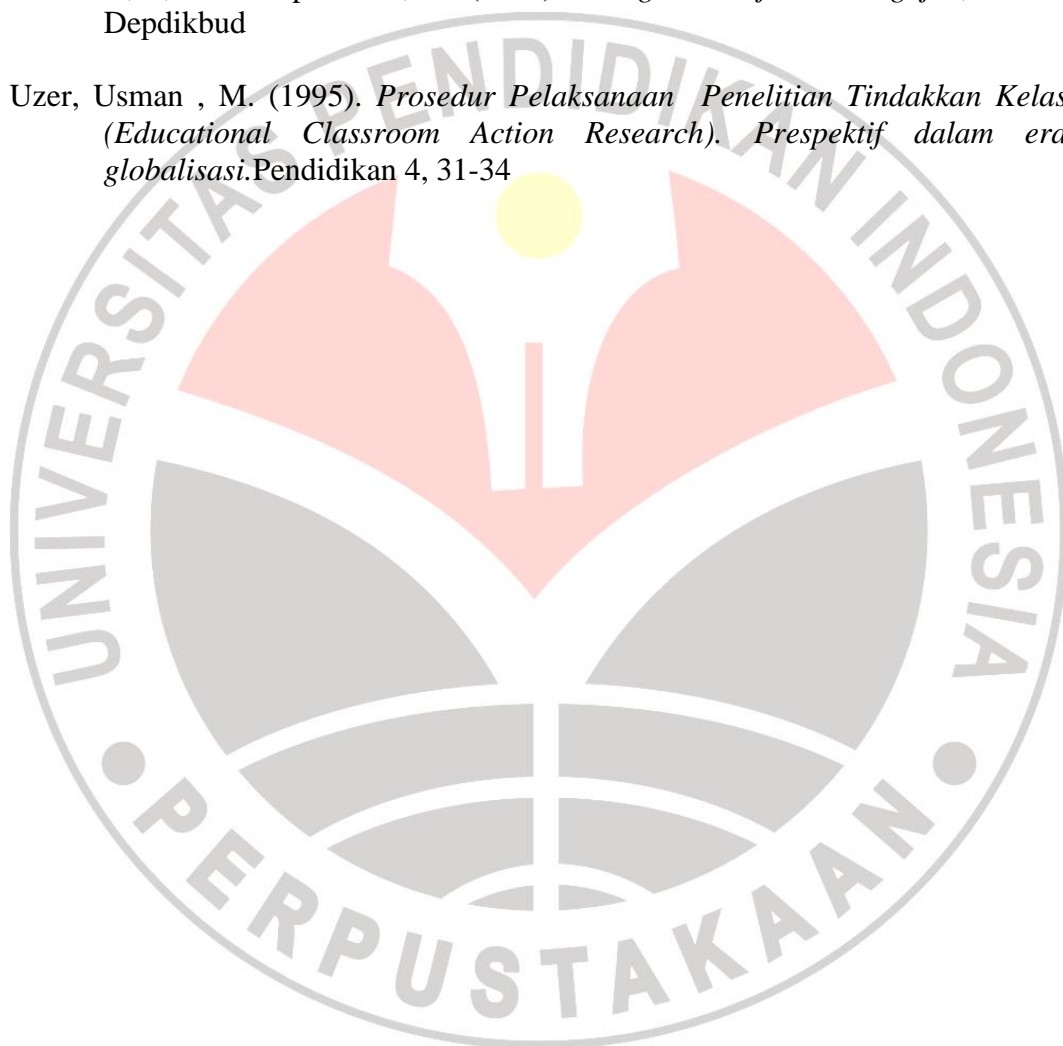 Depdikbud
Uzer, Usman , M. (1995). Prosedur Pelaksanaan Penelitian Tindakkan Kelas
(Educational Classroom Action Research). Prespektif dalam era
globalisasi.Pendidikan 4, 31-34
UNIVERSITAS PENDIDIKAN INDONESIA
PERPUSTAKAAN